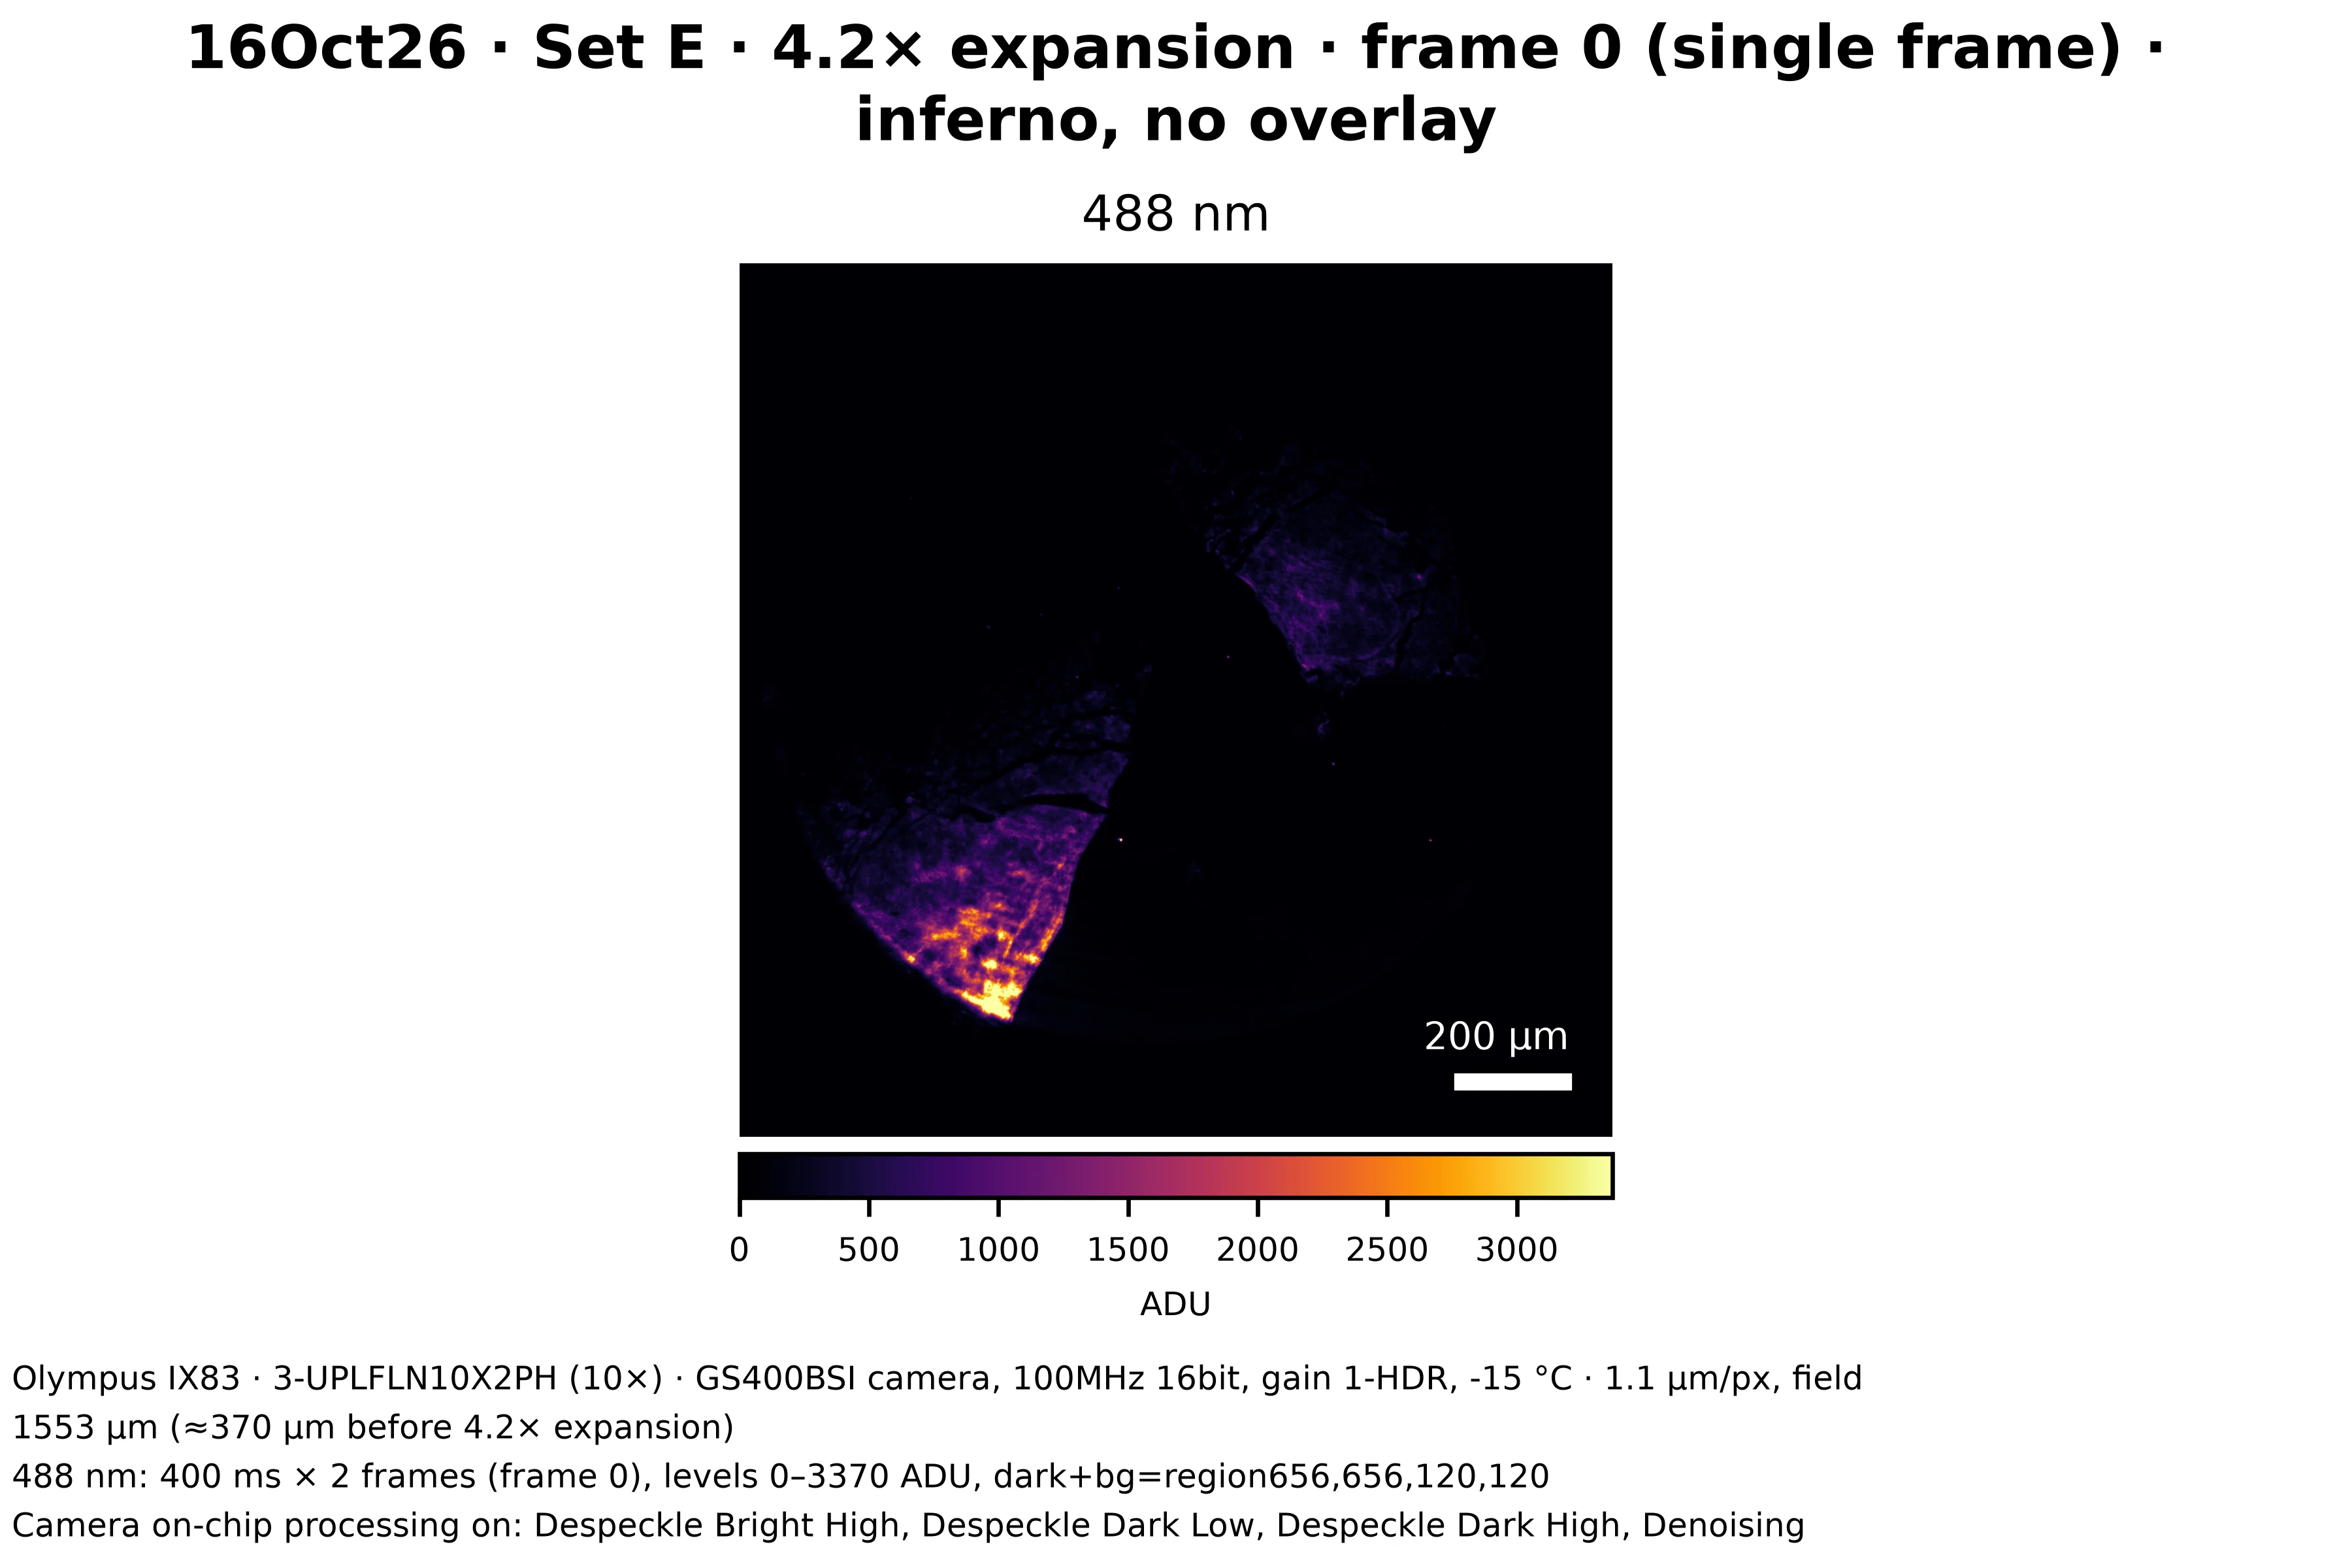 16Oct26 · Set E · 4.2× expansion · frame 0 (single frame) ·
inferno, no overlay
488 nm
200 µm
0 500 1000 1500 2000 2500 3000
ADU
Olympus IX83 · 3-UPLFLN10X2PH (10×) · GS400BSI camera, 100MHz 16bit, gain 1-HDR, -15 °C · 1.1 µm/px, field
1553 µm (≈370 µm before 4.2× expansion)
488 nm: 400 ms × 2 frames (frame 0), levels 0–3370 ADU, dark+bg=region656,656,120,120
Camera on-chip processing on: Despeckle Bright High, Despeckle Dark Low, Despeckle Dark High, Denoising